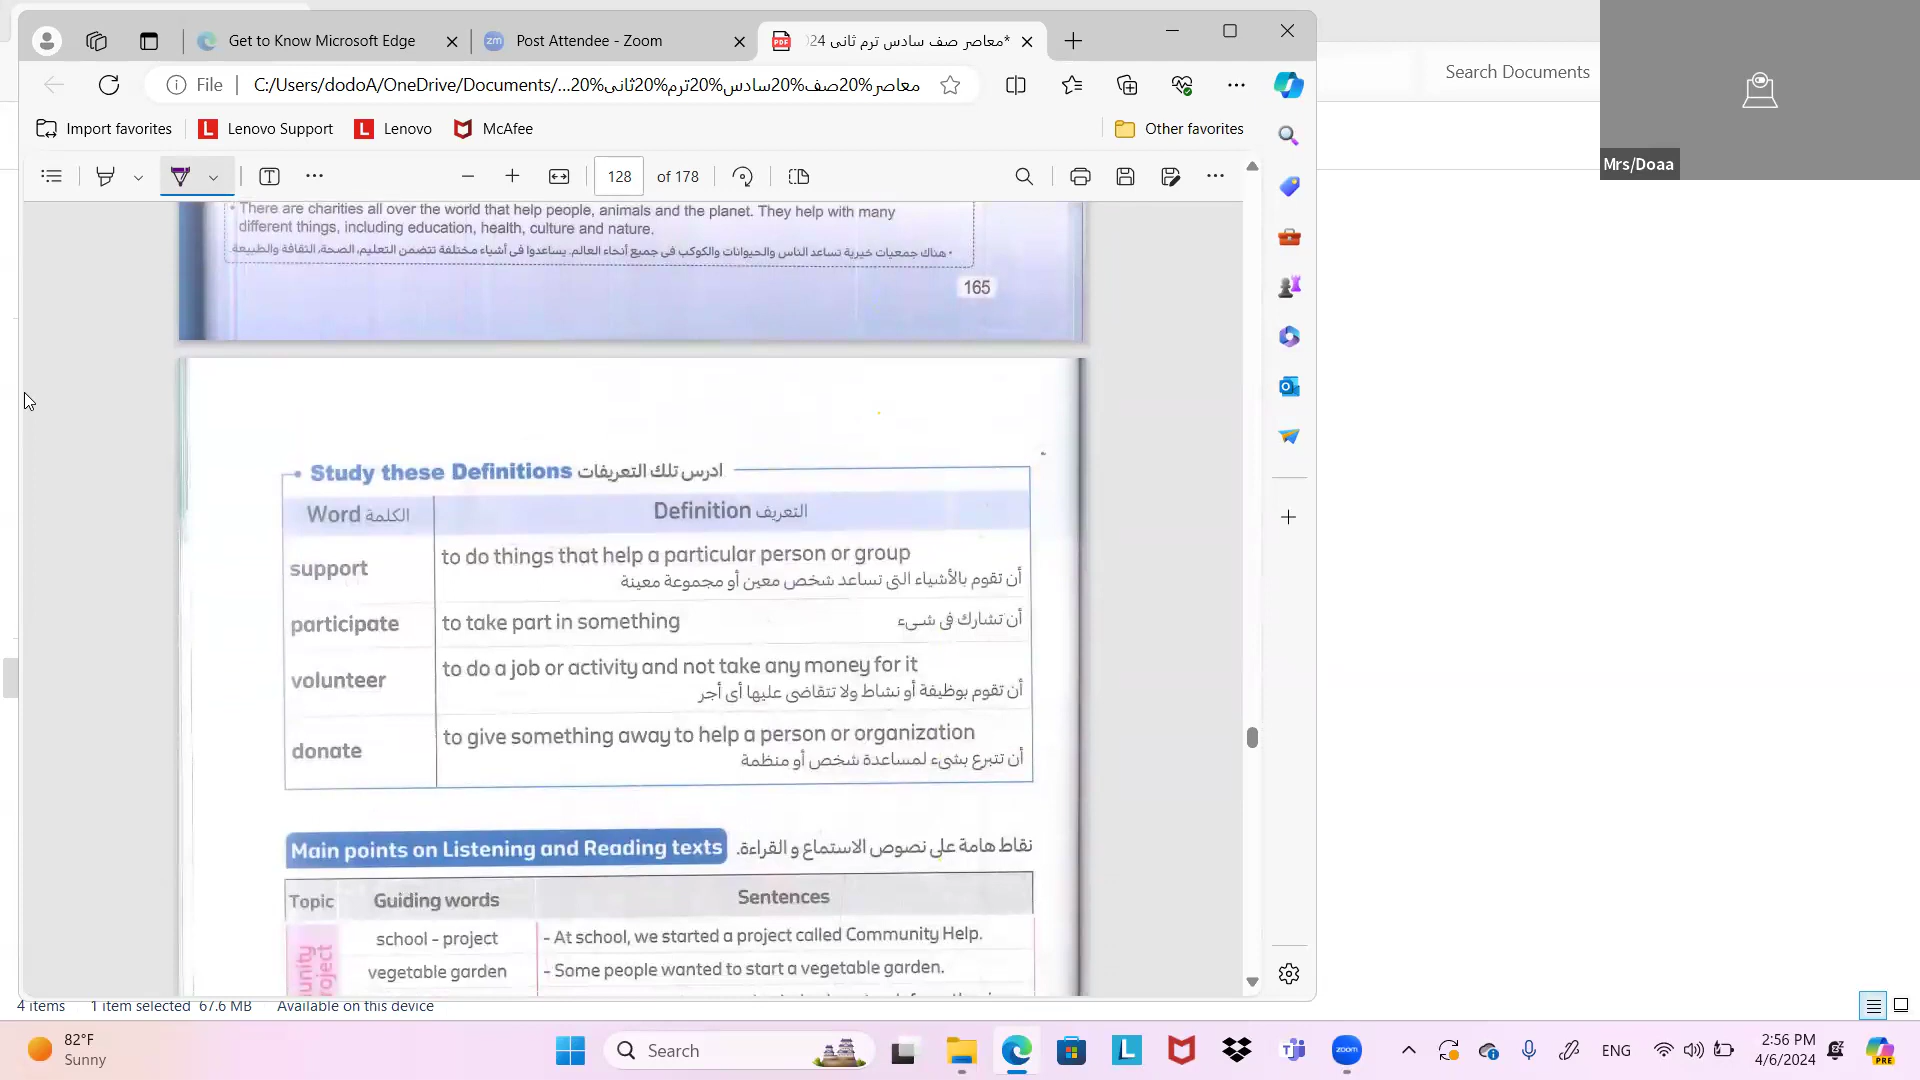 Get to Know Microsoft Edge
Post Attendee - Zoom
*معاصر صف سادس ترم ثانى 024
Search Documents
Mrs/Doaa
File
C:/Users/dodoA/OneDrive/Documents/...معاصر%20صف%20سادس%20ترم%20ثانى%20
Import favorites
Lenovo Support
Lenovo
McAfee
Other favorites
128 of 178
• There are charities all over the world that help people, animals and the planet. They help with many
different things, including education, health, culture and nature.
• هناك جمعيات خيرية تساعد الناس والحيوانات والكوكب فى جميع أنحاء العالم. يساعدوا فى أشياء مختلفة تتضمن التعليم، الصحة، الثقافة والطبيعة
165
• Study these Definitions ادرس تلك التعريفات
Word الكلمة
Definition التعريف
support
to do things that help a particular person or group
أن تقوم بالأشياء التى تساعد شخص معين أو مجموعة معينة
participate
to take part in something
أن تشارك فى شىء
volunteer
to do a job or activity and not take any money for it
أن تقوم بوظيفة أو نشاط ولا تتقاضى عليها أى أجر
donate
to give something away to help a person or organization
أن تتبرع بشىء لمساعدة شخص أو منظمة
Main points on Listening and Reading texts
نقاط هامة على نصوص الاستماع و القراءة.
Topic
Guiding words
Sentences
school - project
- At school, we started a project called Community Help.
vegetable garden
- Some people wanted to start a vegetable garden.
4 items
1 item selected 67.6 MB
Available on this device
82°F
Sunny
Search
ENG
2:56 PM
4/6/2024